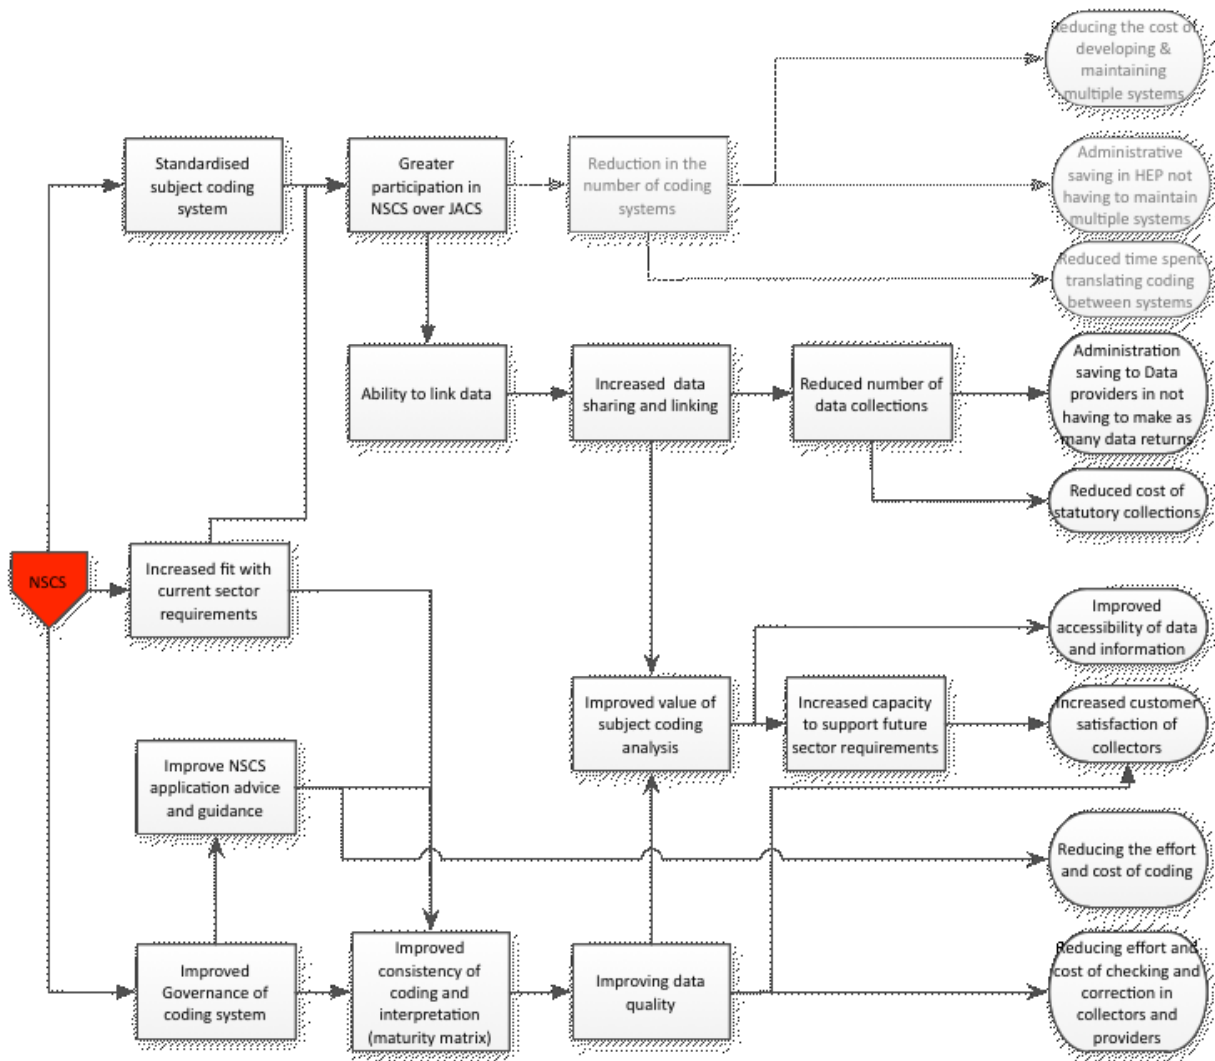 Reducing the cost of
developing &
maintaining
multiple systems
Standardised
subject coding
system
Greater
participation in
NSCS over JACS
Reduction in the
number of coding
systems
Administrative
saving in HEP not
having to maintain
multiple systems
Reduced time spent
translating coding
between systems
Ability to link data
Increased data
sharing and linking
Reduced number of
data collections
Administration
saving to Data
providers in not
having to make as
many data returns
Reduced cost of
statutory collections
NSCS
Increased fit with
current sector
requirements
Improved
accessibility of data
and information
Improved value of
subject coding
analysis
Increased capacity
to support future
sector requirements
Increased customer
satisfaction of
collectors
Improve NSCS
application advice
and guidance
Reducing the effort
and cost of coding
Improved
Governance of
coding system
Improved
consistency of
coding and
interpretation
(maturity matrix)
Improving data
quality
Reducing effort and
cost of checking and
correction in
collectors and
providers